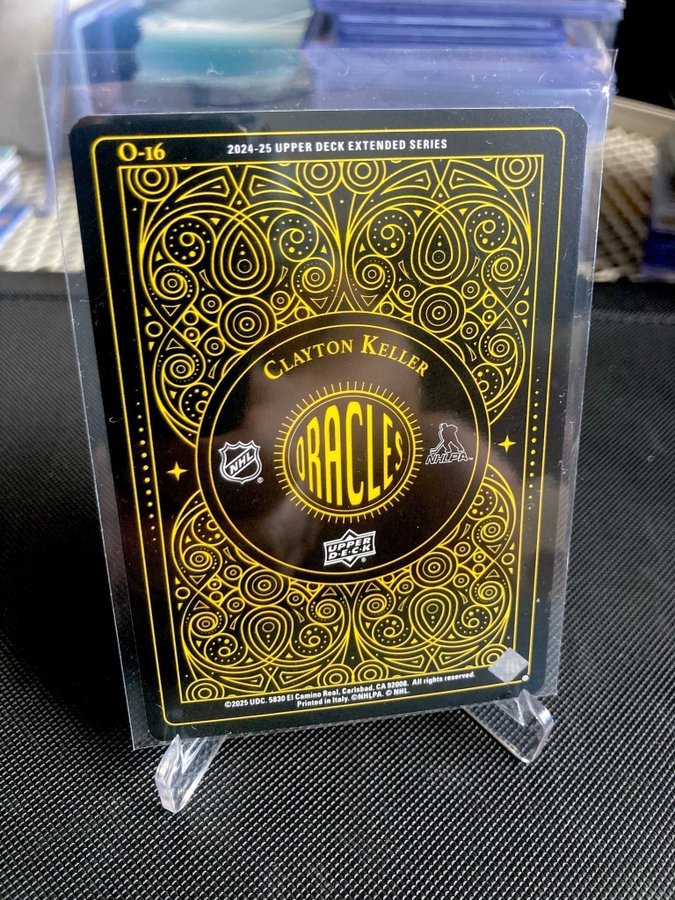 O-16
2024-25 UPPER DECK EXTENDED SERIES
CLAYTON KELLER
ORACLES
NHL
®
NHLPA
UPPER
D·E·C·K
®
©2025 UDC. 5830 El Camino Real, Carlsbad, CA 92008. All rights reserved.
Printed in Italy. ©NHLPA. © NHL.